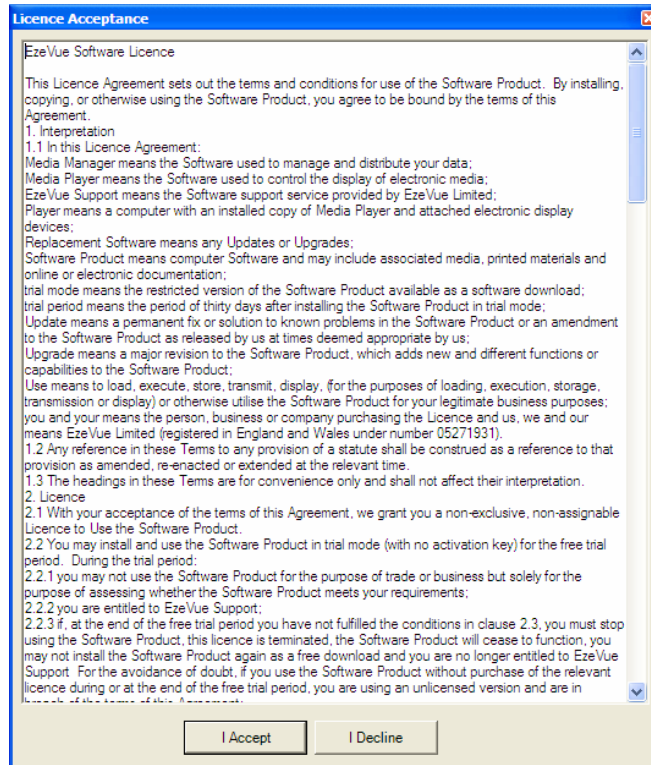 Licence Acceptance
EzeVue Software Licence
This Licence Agreement sets out the terms and conditions for use of the Software Product.  By installing,
copying, or otherwise using the Software Product, you agree to be bound by the terms of this
Agreement.
1. Interpretation
1.1 In this Licence Agreement:
Media Manager means the Software used to manage and distribute your data;
Media Player means the Software used to control the display of electronic media;
EzeVue Support means the Software support service provided by EzeVue Limited;
Player means a computer with an installed copy of Media Player and attached electronic display
devices;
Replacement Software means any Updates or Upgrades;
Software Product means computer Software and may include associated media, printed materials and
online or electronic documentation;
trial mode means the restricted version of the Software Product available as a software download;
trial period means the period of thirty days after installing the Software Product in trial mode;
Update means a permanent fix or solution to known problems in the Software Product or an amendment
to the Software Product as released by us at times deemed appropriate by us;
Upgrade means a major revision to the Software Product, which adds new and different functions or
capabilities to the Software Product;
Use means to load, execute, store, transmit, display, (for the purposes of loading, execution, storage,
transmission or display) or otherwise utilise the Software Product for your legitimate business purposes;
you and your means the person, business or company purchasing the Licence and us, we and our
means EzeVue Limited (registered in England and Wales under number 05271931).
1.2 Any reference in these Terms to any provision of a statute shall be construed as a reference to that
provision as amended, re-enacted or extended at the relevant time.
1.3 The headings in these Terms are for convenience only and shall not affect their interpretation.
2. Licence
2.1 With your acceptance of the terms of this Agreement, we grant you a non-exclusive, non-assignable
Licence to Use the Software Product.
2.2 You may install and use the Software Product in trial mode (with no activation key) for the free trial
period.  During the trial period:
2.2.1 you may not use the Software Product for the purpose of trade or business but solely for the
purpose of assessing whether the Software Product meets your requirements;
2.2.2 you are entitled to EzeVue Support;
2.2.3 if, at the end of the free trial period you have not fulfilled the conditions in clause 2.3, you must stop
using the Software Product, this licence is terminated, the Software Product will cease to function, you
may not install the Software Product again as a free download and you are no longer entitled to EzeVue
Support  For the avoidance of doubt, if you use the Software Product without purchase of the relevant
licence during or at the end of the free trial period, you are using an unlicensed version and are in
breach of the terms of this Agreement;
I Accept
I Decline